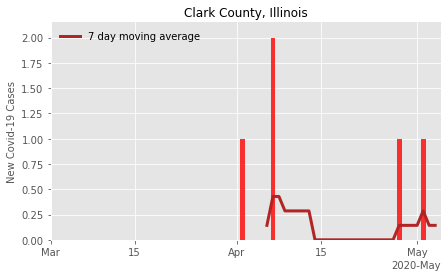 Clark County, Illinois
7 day moving average
New Covid-19 Cases
2.00
1.75
1.50
1.25
1.00
0.75
0.50
0.25
0.00
Mar 15 Apr 15 May
2020-May